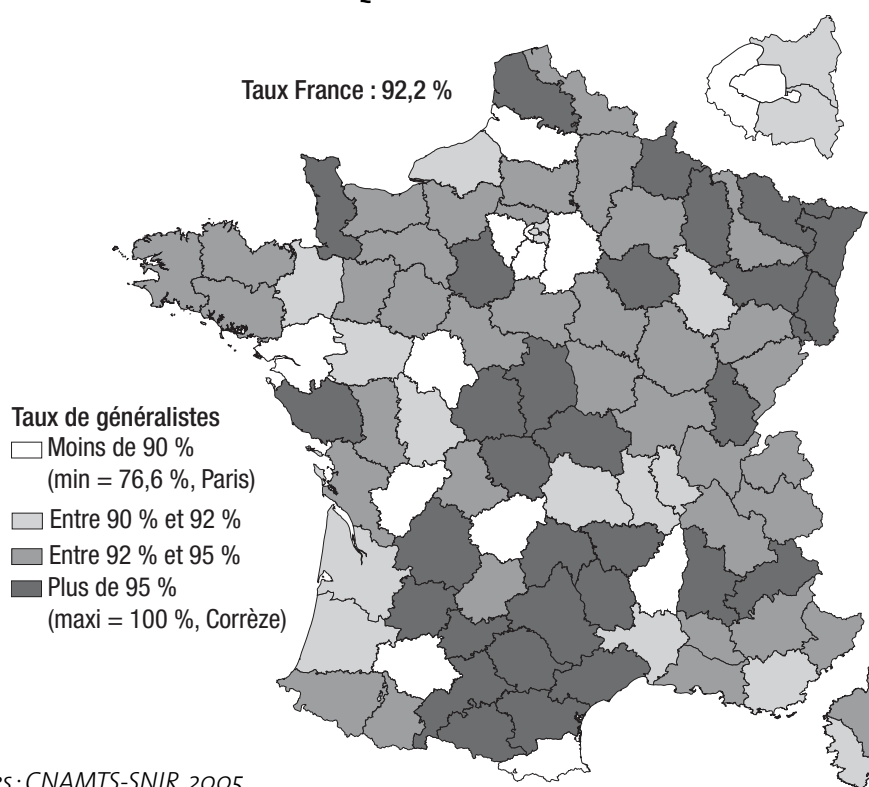 Taux France : 92,2 %
Taux de généralistes
Moins de 90 %
(min = 76,6 %, Paris)
Entre 90 % et 92 %
Entre 92 % et 95 %
Plus de 95 %
(maxi = 100 %, Corrèze)
CNAMTS-SNIR 2005